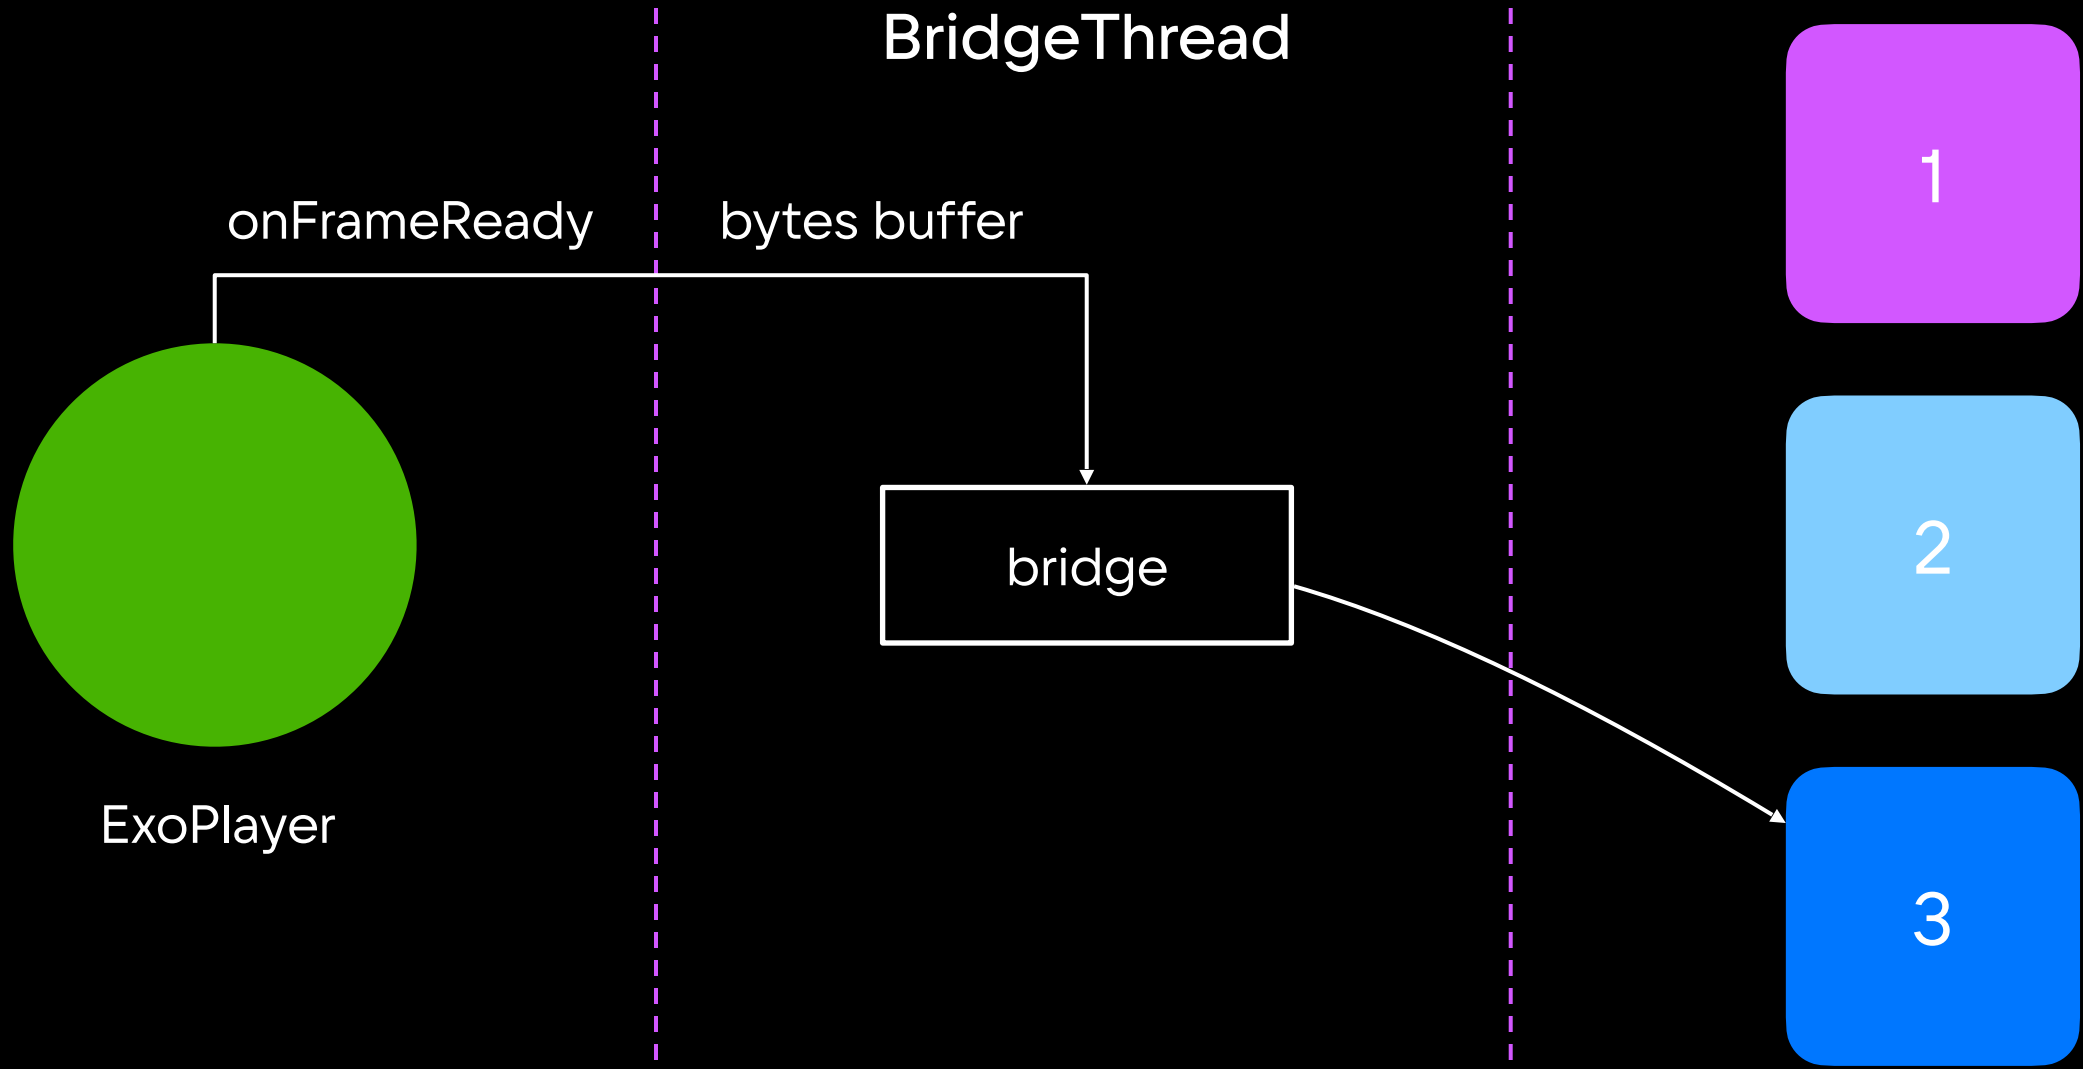 BridgeThread
onFrameReady
bytes buffer
bridge
ExoPlayer
1
2
3